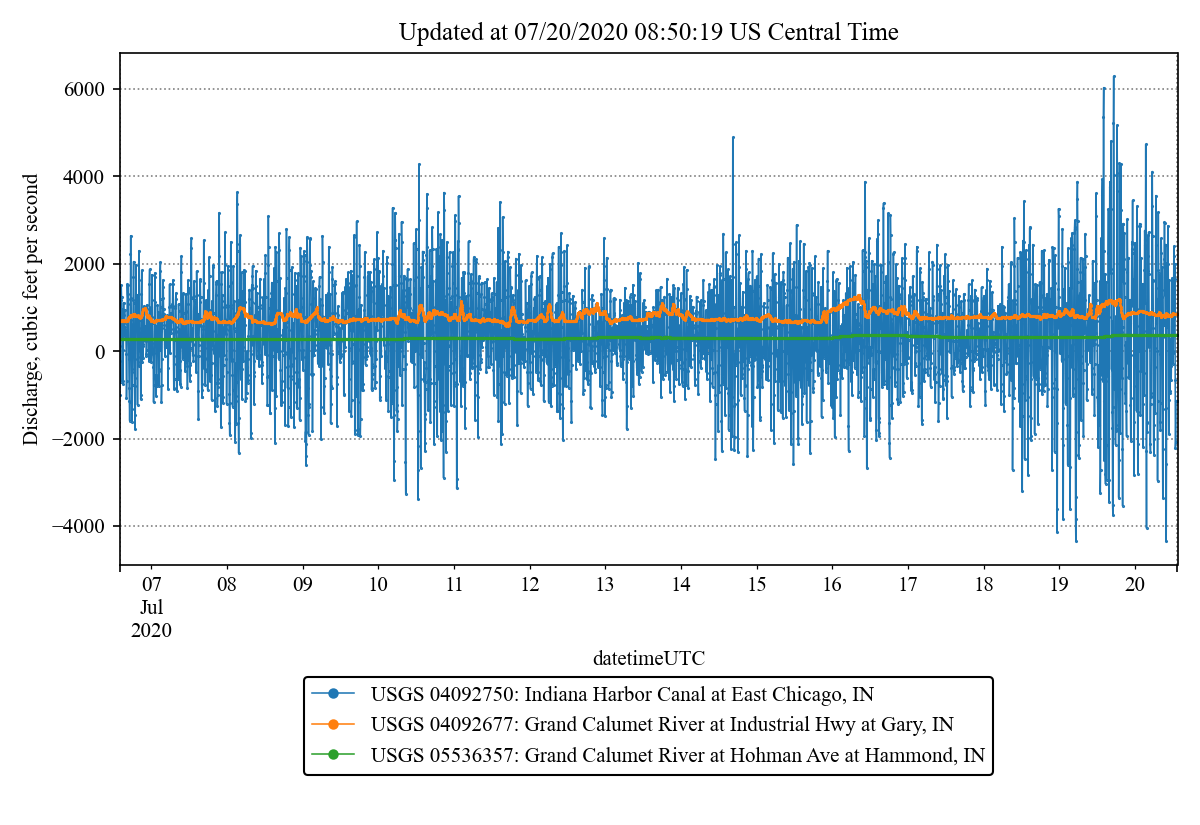 Updated at 07/20/2020 08:50:19 US Central Time
Discharge, cubic feet per second
6000
4000
2000
0
−2000
−4000
07 08 09 10 11 12 13 14 15 16 17 18 19 20
Jul
2020
datetimeUTC
USGS 04092750: Indiana Harbor Canal at East Chicago, IN
USGS 04092677: Grand Calumet River at Industrial Hwy at Gary, IN
USGS 05536357: Grand Calumet River at Hohman Ave at Hammond, IN